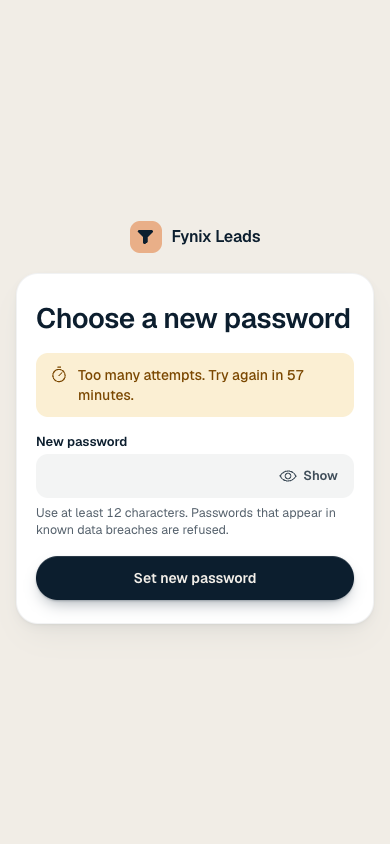 Fynix Leads
Choose a new password
Too many attempts. Try again in 57
minutes.
New password
Show
Use at least 12 characters. Passwords that appear in
known data breaches are refused.
Set new password